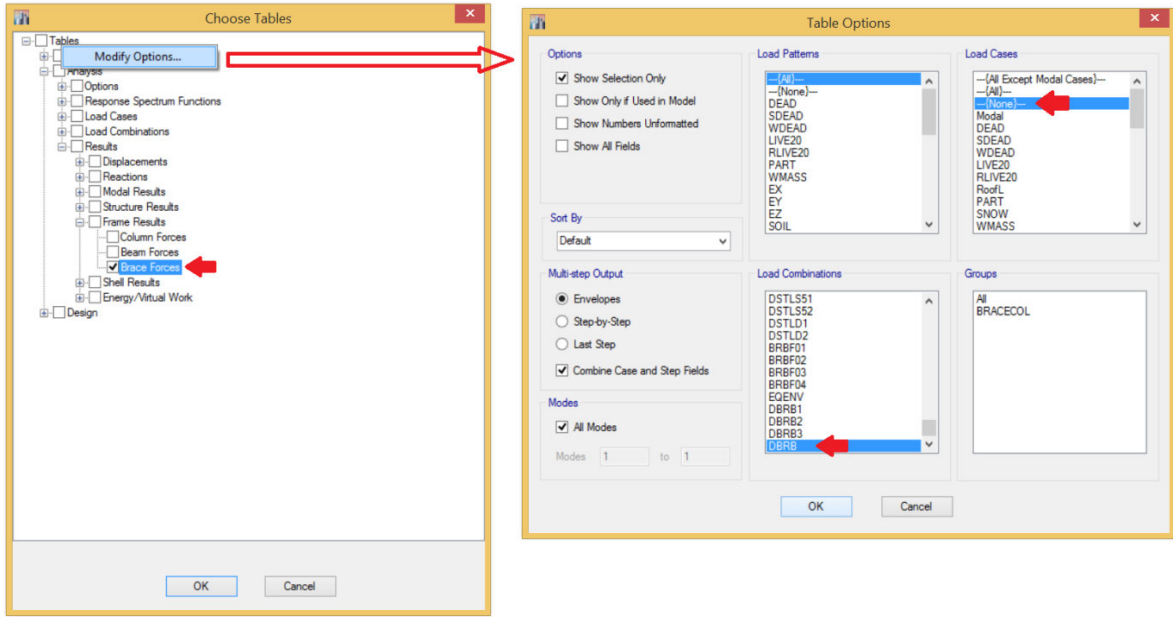 Choose Tables
Tables
Modify Options...
Analysis
Options
Response Spectrum Functions
Load Cases
Load Combinations
Results
Displacements
Reactions
Modal Results
Structure Results
Frame Results
Column Forces
Beam Forces
Brace Forces
Shell Results
Energy/Virtual Work
Design
OK
Cancel
Table Options
Options
Show Selection Only
Show Only if Used in Model
Show Numbers Unformatted
Show All Fields
Sort By
Default
Multi-step Output
Envelopes
Step-by-Step
Last Step
Combine Case and Step Fields
Modes
All Modes
Modes 1 to 1
Load Patterns
---{All}---
---{None}---
DEAD
SDEAD
WDEAD
LIVE20
RLIVE20
PART
WMASS
EX
EY
EZ
SOIL
Load Cases
---{All Except Modal Cases}---
---{All}---
---{None}---
Modal
DEAD
SDEAD
WDEAD
LIVE20
RLIVE20
RoofL
PART
SNOW
WMASS
Load Combinations
DSTLS51
DSTLS52
DSTLD1
DSTLD2
BRBF01
BRBF02
BRBF03
BRBF04
EQENV
DBRB1
DBRB2
DBRB3
DBRB
Groups
All
BRACECOL
OK
Cancel